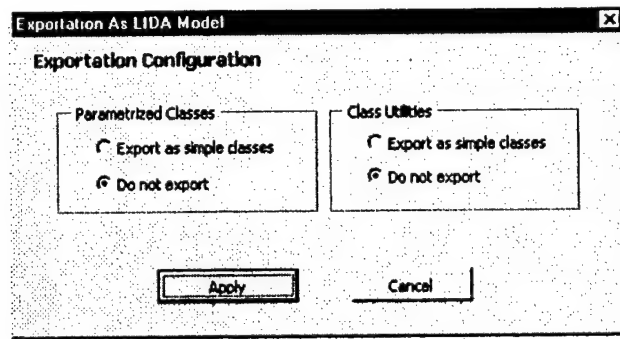 Exportation As LIDA Model
Exportation Configuration
Parametrized Classes
Export as simple classes
Do not export
Class Utilities
Export as simple classes
Do not export
Apply
Cancel